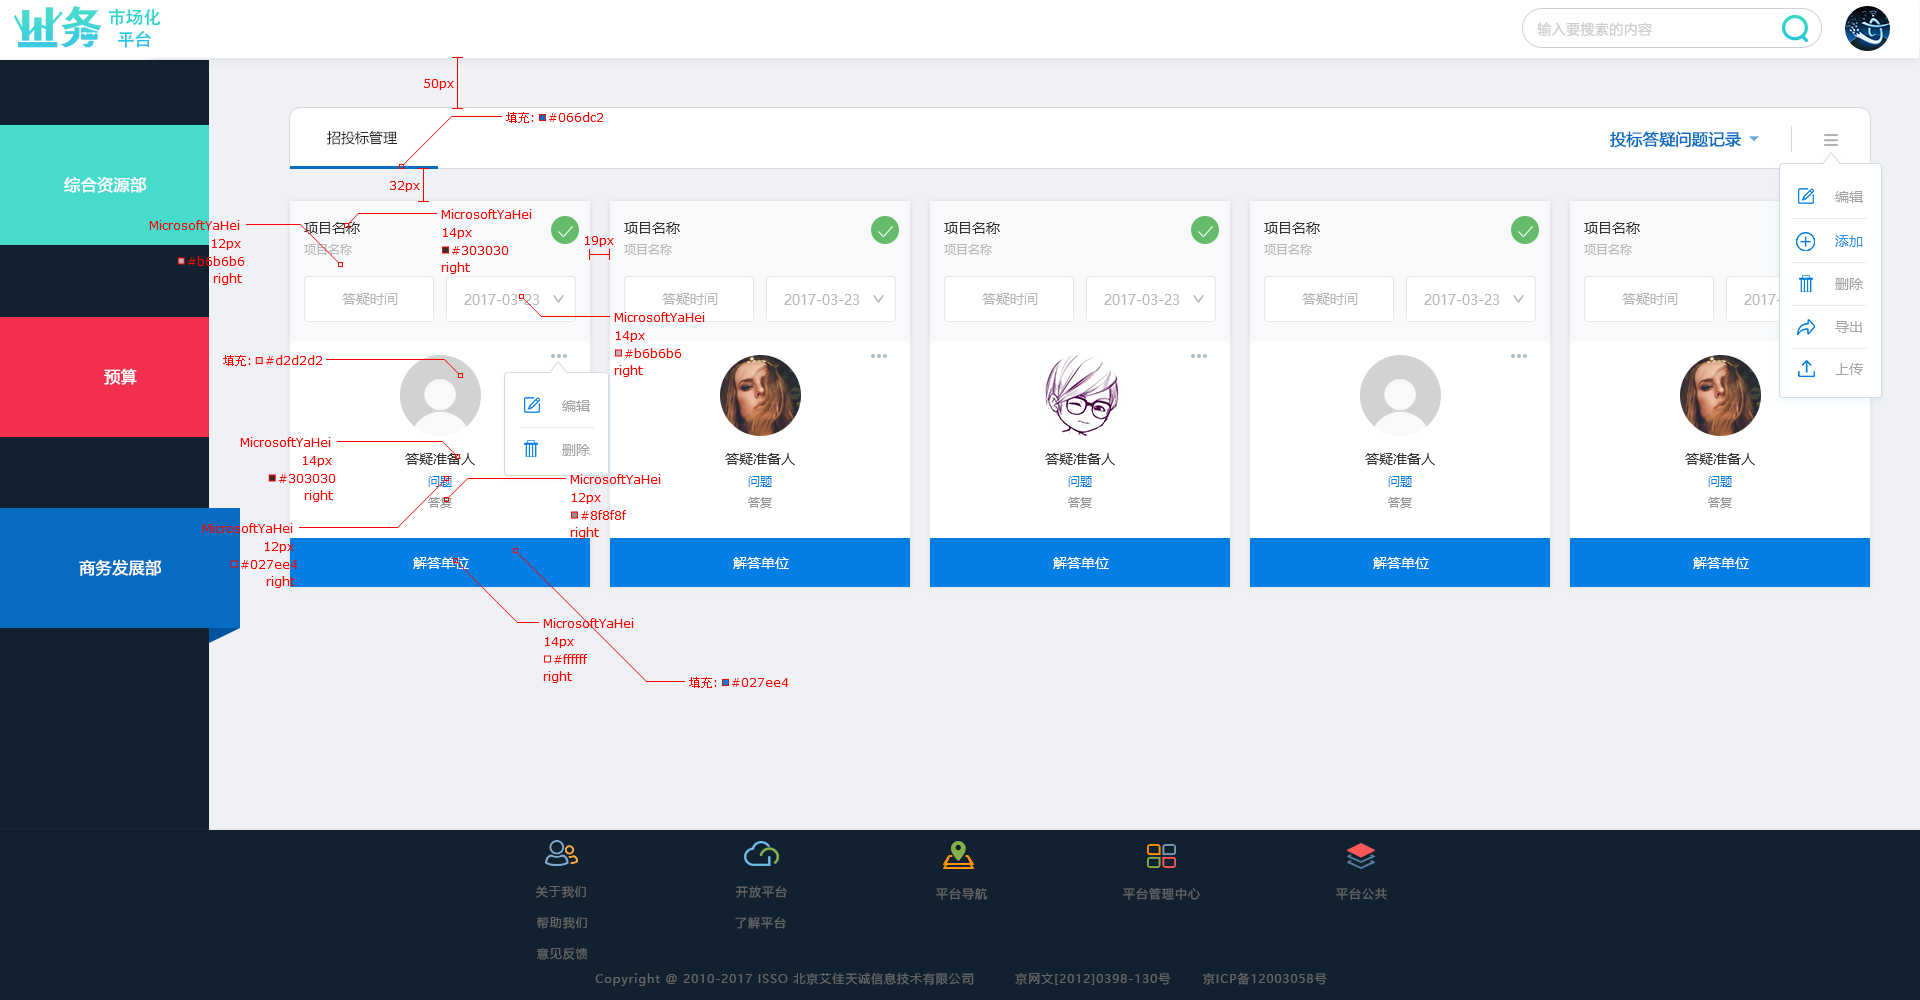 业务 市场化
平台
输入要搜索的内容
50px
填充: #066dc2
招投标管理
投标答疑问题记录
32px
综合资源部
预算
商务发展部
MicrosoftYaHei
12px
#b6b6b6
right
MicrosoftYaHei
14px
#303030
right
19px
项目名称
项目名称
答疑时间
2017-03-23
项目名称
项目名称
答疑时间
2017-03-23
项目名称
项目名称
答疑时间
2017-03-23
项目名称
项目名称
答疑时间
2017-03-23
项目名称
项目名称
答疑时间
2017-
编辑
添加
删除
导出
上传
MicrosoftYaHei
14px
#b6b6b6
right
填充: #d2d2d2
编辑
删除
MicrosoftYaHei
14px
#303030
right
答疑准备人
问题
答复
答疑准备人
问题
答复
答疑准备人
问题
答复
答疑准备人
问题
答复
答疑准备人
问题
答复
MicrosoftYaHei
12px
#8f8f8f
right
MicrosoftYaHei
12px
#027ee4
right
解答单位
解答单位
解答单位
解答单位
解答单位
MicrosoftYaHei
14px
#ffffff
right
填充: #027ee4
关于我们
帮助我们
意见反馈
开放平台
了解平台
平台导航
平台管理中心
平台公共
Copyright @ 2010-2017 ISSO 北京艾佳天诚信息技术有限公司 京网文[2012]0398-130号 京ICP备12003058号